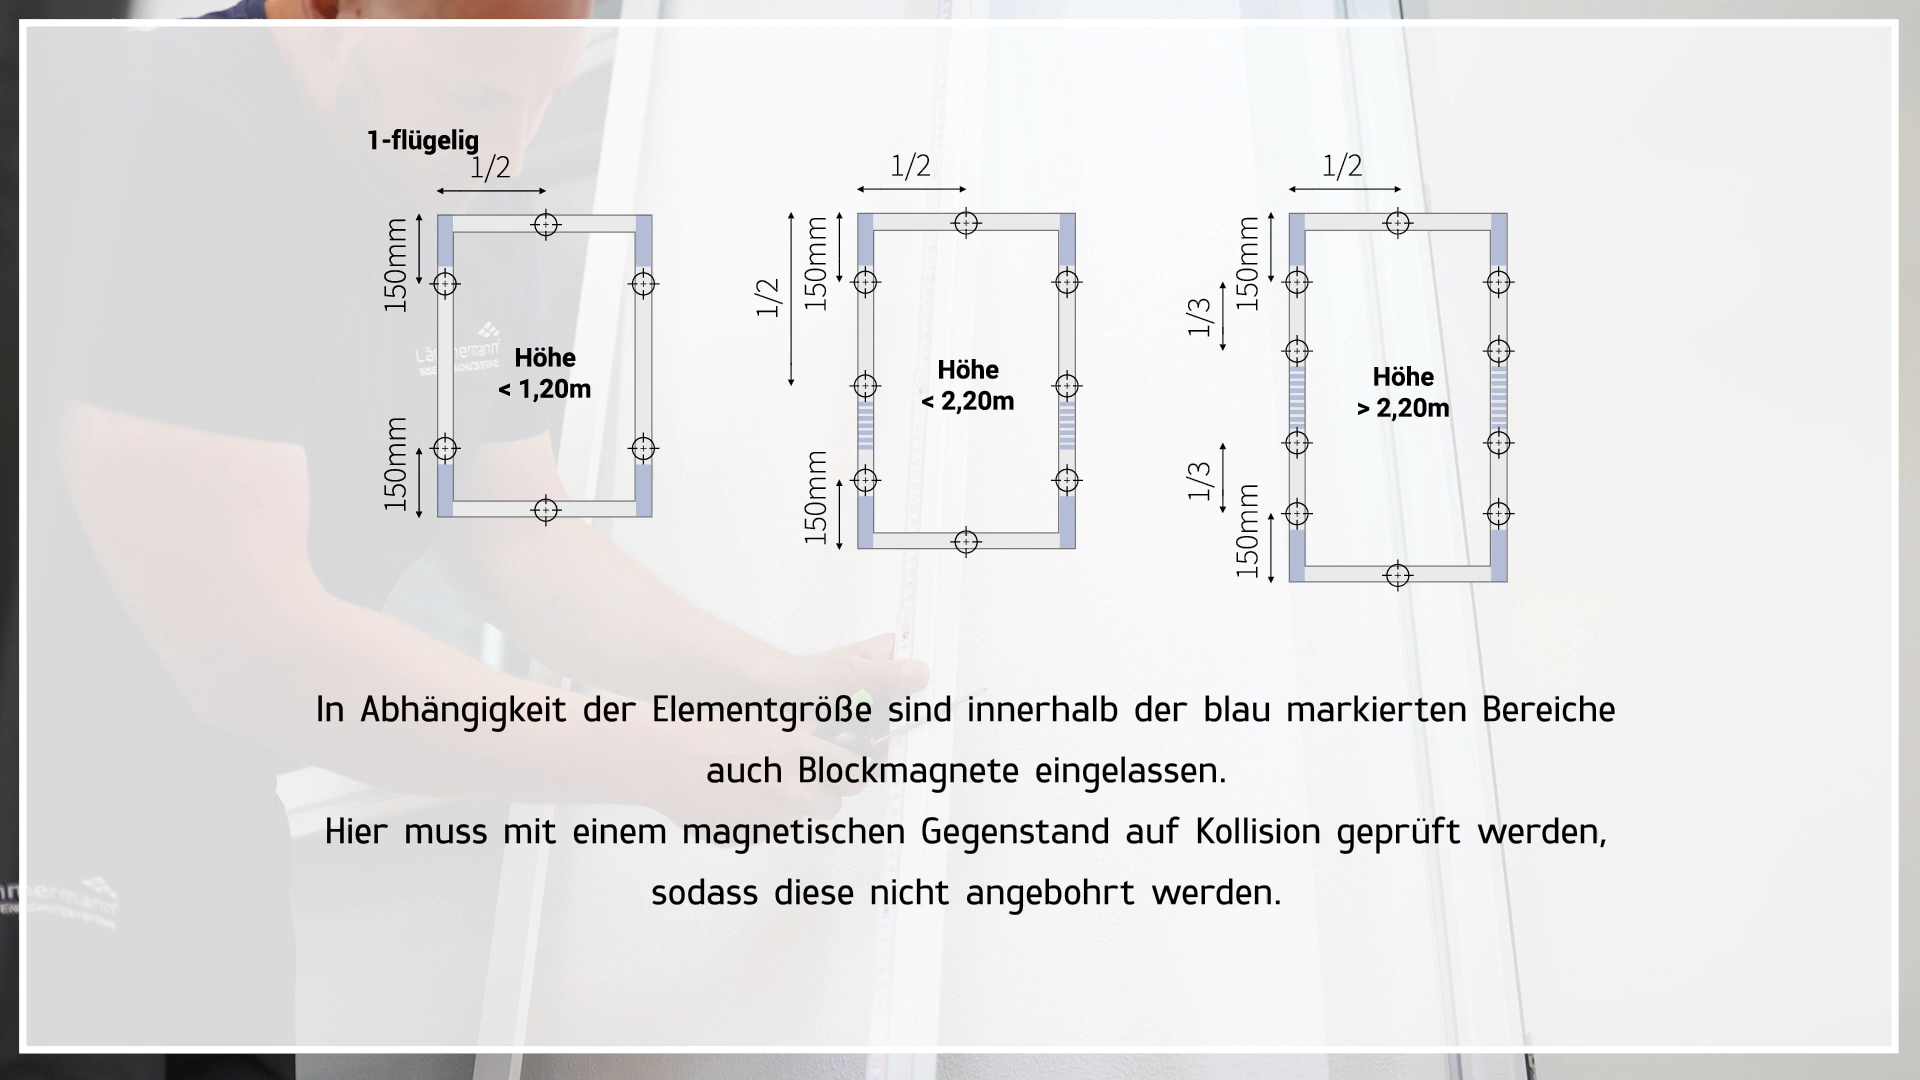 1-flügelig
1/2
150mm
150mm
Höhe
< 1,20m
1/2
1/2
150mm
150mm
Höhe
< 2,20m
1/2
150mm
1/3
1/3
150mm
Höhe
> 2,20m
In Abhängigkeit der Elementgröße sind innerhalb der blau markierten Bereiche
auch Blockmagnete eingelassen.
Hier muss mit einem magnetischen Gegenstand auf Kollision geprüft werden,
sodass diese nicht angebohrt werden.